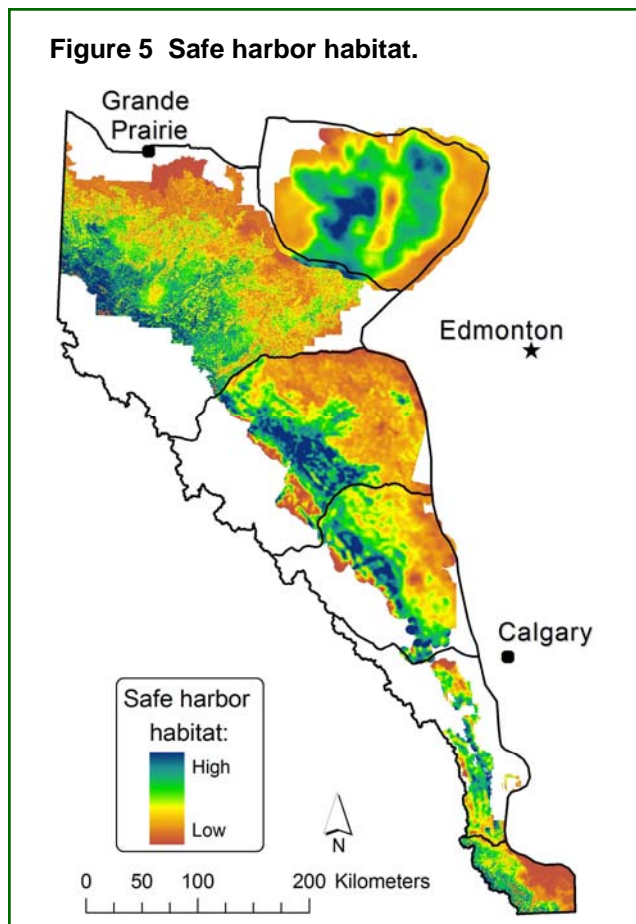 Figure 5  Safe harbor habitat.
Grande
Prairie
Edmonton
Calgary
Safe harbor
habitat:
High
Low
N
0 50 100 200 Kilometers